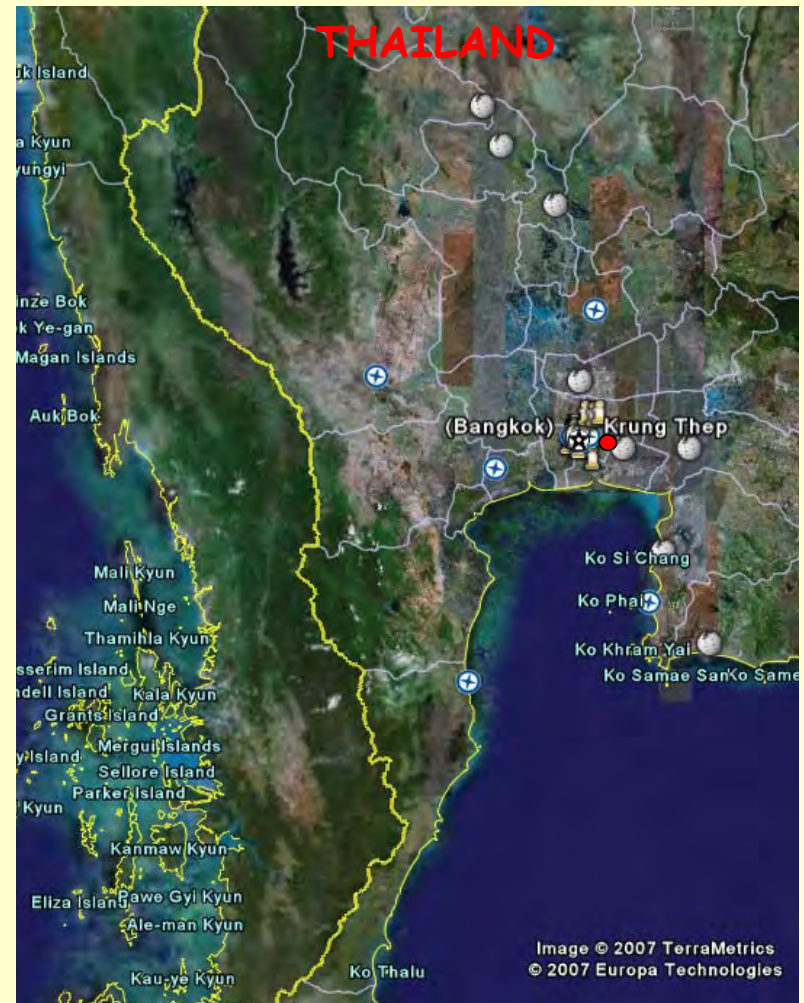 THAILAND
Island
Kyun
yungyi
inze Bok
Ye-gan
Magan Islands
Auk Bok
(Bangkok) Krung Thep
Mali Kyun
Mali Nge
Thamihla Kyun
sserim Island
ndell Island Kala Kyun
Grants Island
Mergui Islands
y Island
Sellore Island
Parker Island
Kyun
Kanmaw Kyun
Eliza Island Pawe Gyi Kyun
Ale-man Kyun
Kau-ye Kyun
Ko Thalu
Ko Si Chang
Ko Phai
Ko Khram Yai
Ko Samae San Ko Same
Image © 2007 TerraMetrics
© 2007 Europa Technologies